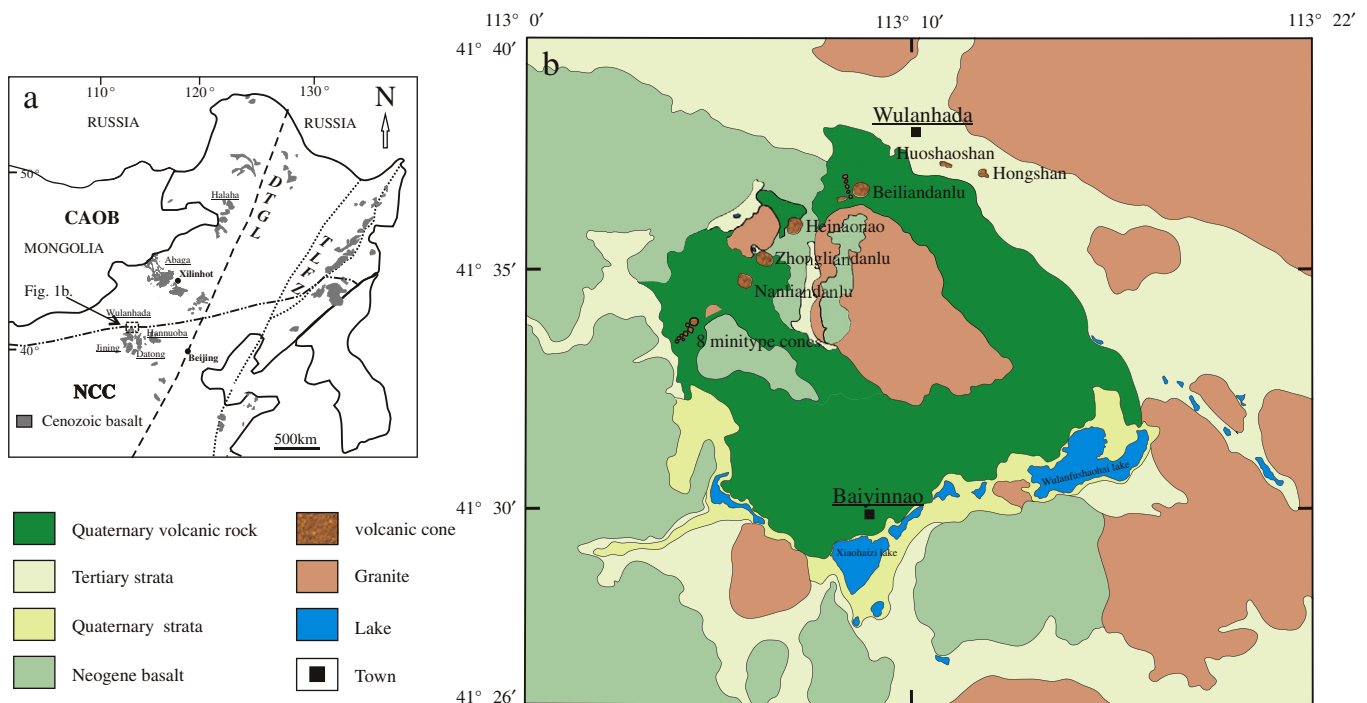 a
110°
120°
130°
N
RUSSIA
RUSSIA
50°
DTGL
Halaha
CAOB
MONGOLIA
TLFZ
Abaga
Xilinhot
Fig. 1b.
Wulanhada
Hannuoba
Jining
Datong
40°
Beijing
NCC
Cenozoic basalt
500km
Quaternary volcanic rock
volcanic cone
Tertiary strata
Granite
Quaternary strata
Lake
Neogene basalt
Town
113° 0′
113° 10′
113° 22′
41° 40′
b
Wulanhada
Huoshaoshan
Hongshan
Beiliandanlu
Heinaonao
Zhongliandanlu
41° 35′
Nanliandanlu
8 minitype cones
Wulanfushaohai lake
41° 30′
Baiyinnao
Xiaohaizi lake
41° 26′